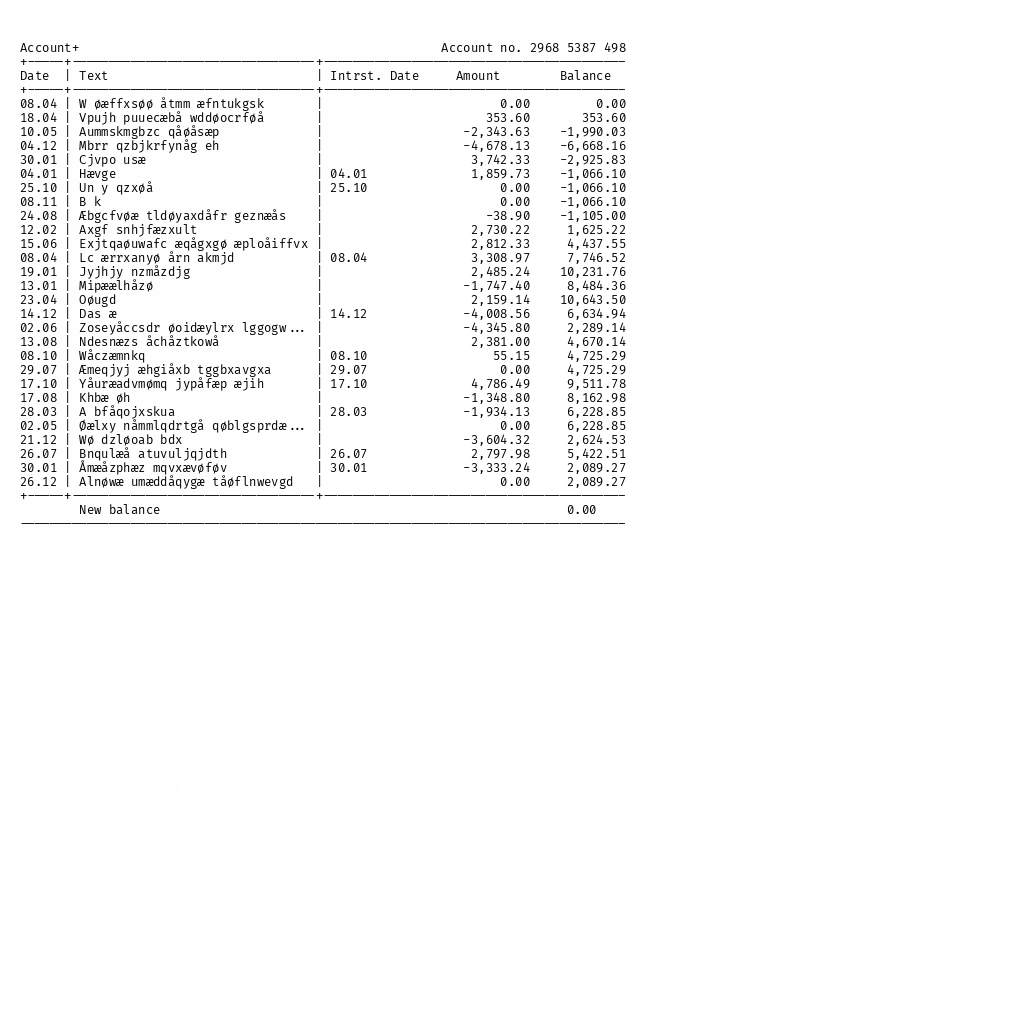 Account+ Account no. 2968 5387 498
Date | Text | Intrst. Date Amount Balance
08.04 | W øæffxsøø åtmm æfntukgsk | 0.00 0.00
18.04 | Vpujh puuecæbå wddøocrføå | 353.60 353.60
10.05 | Aummskmgbzc qåøåsæp | -2,343.63 -1,990.03
04.12 | Mbrr qzbjkrfynåg eh | -4,678.13 -6,668.16
30.01 | Cjvpo usæ | 3,742.33 -2,925.83
04.01 | Hævge | 04.01 1,859.73 -1,066.10
25.10 | Un y qzxøå | 25.10 0.00 -1,066.10
08.11 | B k | 0.00 -1,066.10
24.08 | Æbgcfvøæ tldøyaxdåfr geznæås | -38.90 -1,105.00
12.02 | Axgf snhjfæzxult | 2,730.22 1,625.22
15.06 | Exjtqaøuwafc æqågxgø æploåiffvx | 2,812.33 4,437.55
08.04 | Lc ærrxanyø årn akmjd | 08.04 3,308.97 7,746.52
19.01 | Jyjhjy nzmåzdjg | 2,485.24 10,231.76
13.01 | Mipæælhåzø | -1,747.40 8,484.36
23.04 | Oøugd | 2,159.14 10,643.50
14.12 | Das æ | 14.12 -4,008.56 6,634.94
02.06 | Zoseyåccsdr øoidæylrx lggogw... | -4,345.80 2,289.14
13.08 | Ndesnæzs åchåztkowå | 2,381.00 4,670.14
08.10 | Wåczæmnkq | 08.10 55.15 4,725.29
29.07 | Æmeqjyj æhgiåxb tggbxavgxa | 29.07 0.00 4,725.29
17.10 | Yåuræadvmømq jypåfæp æjih | 17.10 4,786.49 9,511.78
17.08 | Khbæ øh | -1,348.80 8,162.98
28.03 | A bfåqojxskua | 28.03 -1,934.13 6,228.85
02.05 | Øælxy nåmmlqdrtgå qøblgsprdæ... | 0.00 6,228.85
21.12 | Wø dzløoab bdx | -3,604.32 2,624.53
26.07 | Bnqulæå atuvuljqjdth | 26.07 2,797.98 5,422.51
30.01 | Åmæåzphæz mqvxævøføv | 30.01 -3,333.24 2,089.27
26.12 | Alnøwæ umæddåqygæ tåøflnwevgd | 0.00 2,089.27
New balance 0.00